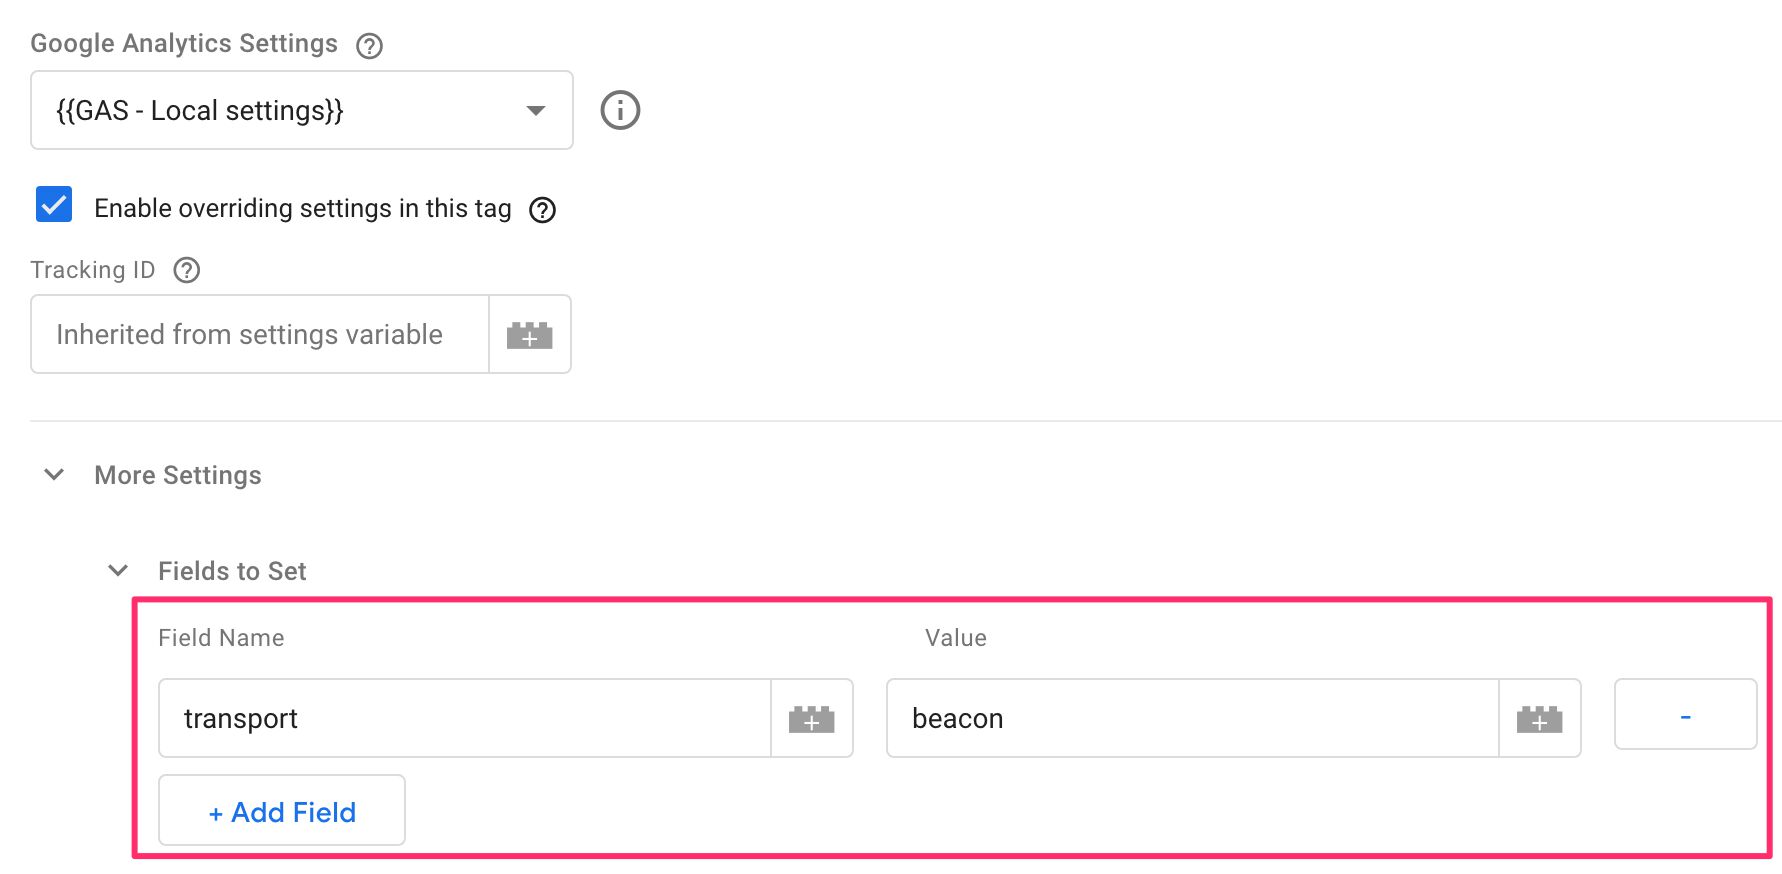 Google Analytics Settings
{{GAS - Local settings}}
Enable overriding settings in this tag
Tracking ID
Inherited from settings variable
More Settings
Fields to Set
Field Name Value
transport beacon -
+ Add Field